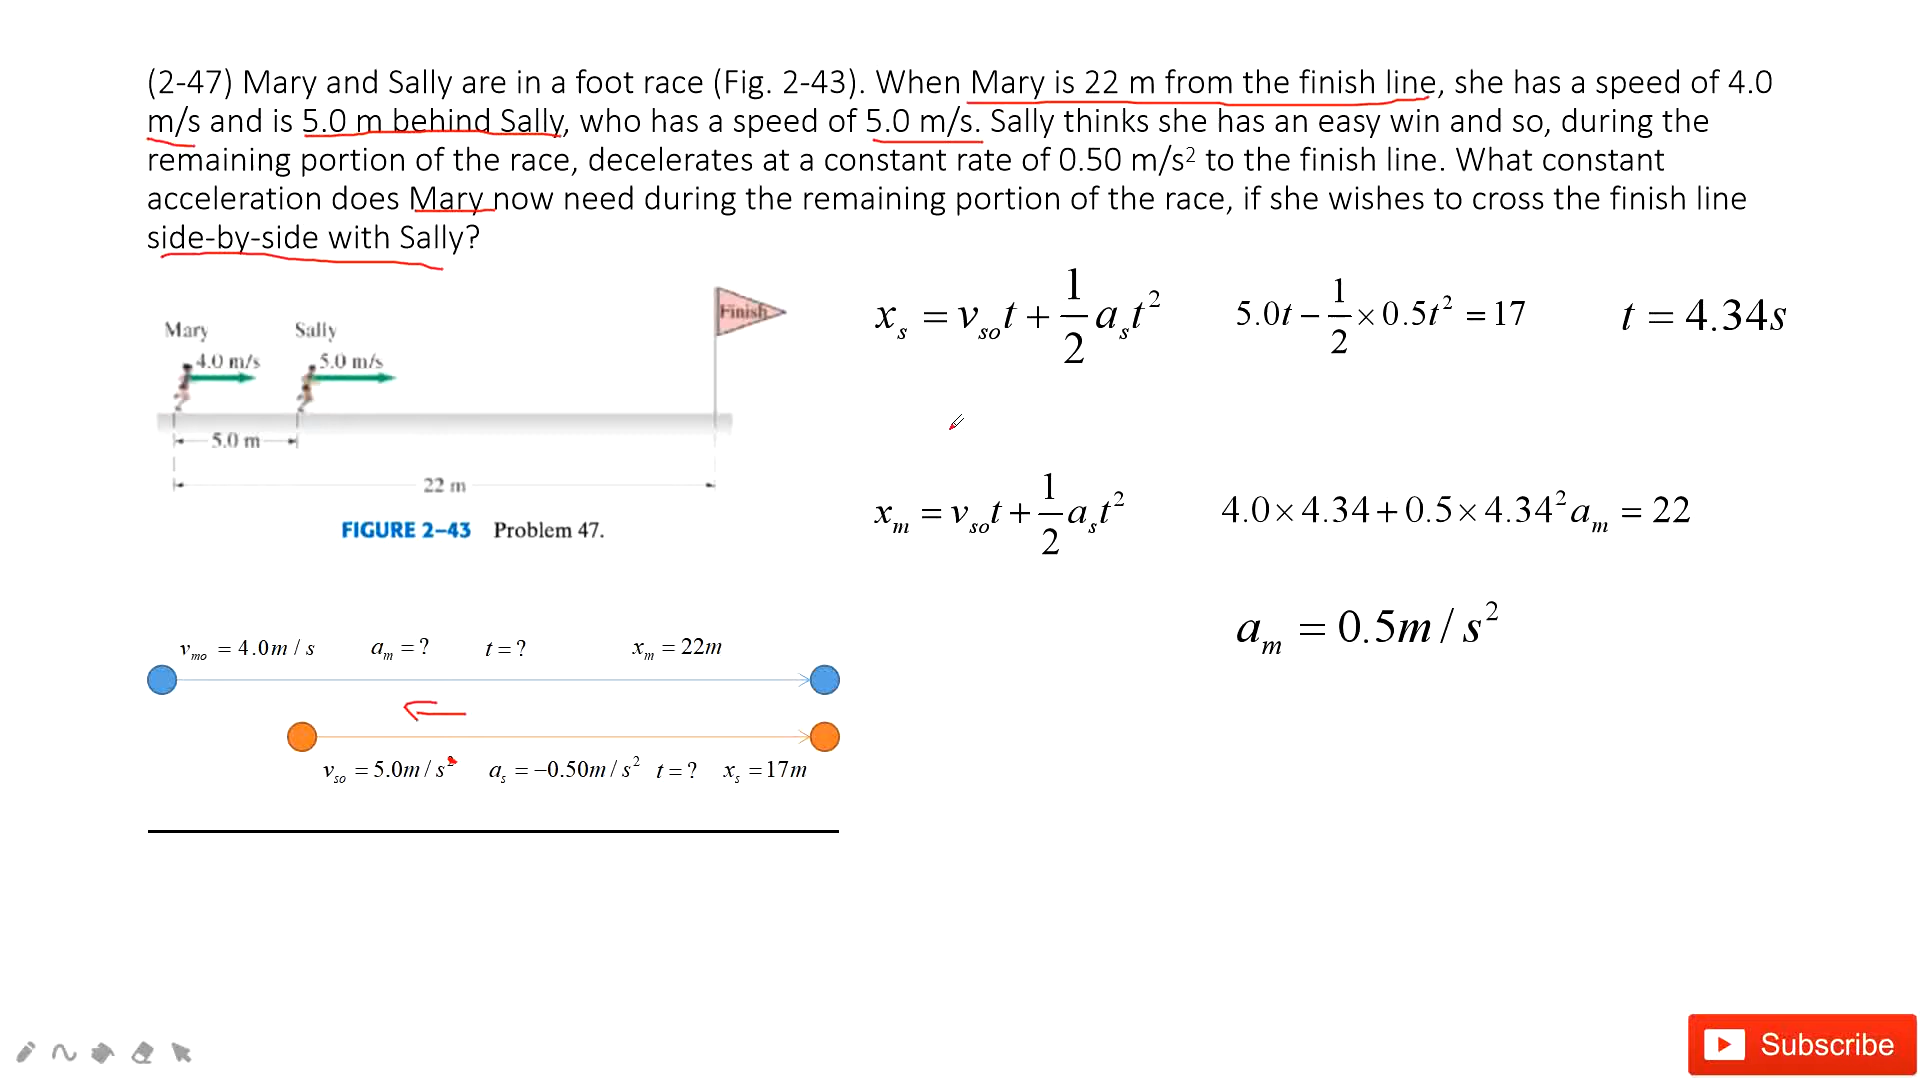 (2-47) Mary and Sally are in a foot race (Fig. 2-43). When Mary is 22 m from the finish line, she has a speed of 4.0
m/s and is 5.0 m behind Sally, who has a speed of 5.0 m/s. Sally thinks she has an easy win and so, during the
remaining portion of the race, decelerates at a constant rate of 0.50 m/s² to the finish line. What constant
acceleration does Mary now need during the remaining portion of the race, if she wishes to cross the finish line
side-by-side with Sally?
Finish
Mary Sally
4.0 m/s 5.0 m/s
5.0 m
22 m
FIGURE 2–43 Problem 47.
x_s = v_so t + 1/2 a_s t² 5.0t − 1/2 × 0.5t² = 17 t = 4.34s
x_m = v_so t + 1/2 a_s t² 4.0×4.34+0.5×4.34² a_m = 22
a_m = 0.5m / s²
v_mo = 4.0m / s a_m = ? t = ? x_m = 22m
v_so = 5.0m / s² a_s = −0.50m / s² t = ? x_s = 17m
Subscribe